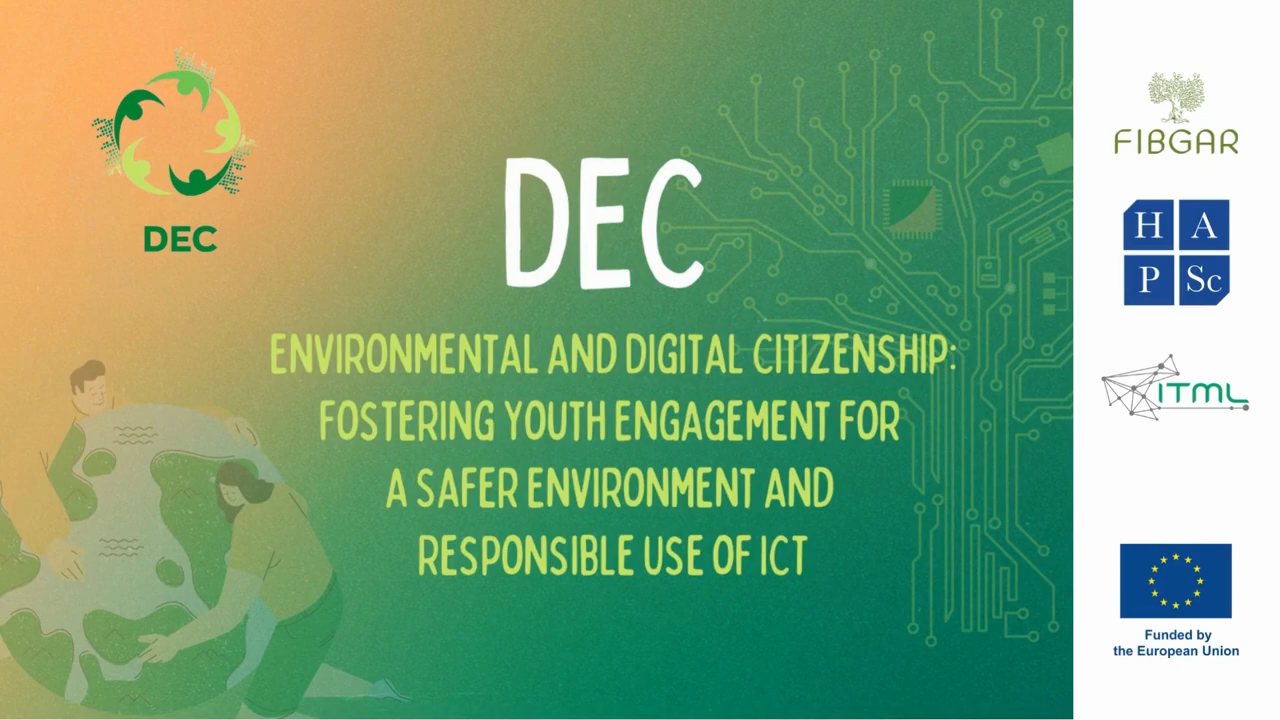 DEC
DEC
ENVIRONMENTAL AND DIGITAL CITIZENSHIP:
FOSTERING YOUTH ENGAGEMENT FOR
A SAFER ENVIRONMENT AND
RESPONSIBLE USE OF ICT
FIBGAR
H A
P Sc
ITML
Funded by
the European Union